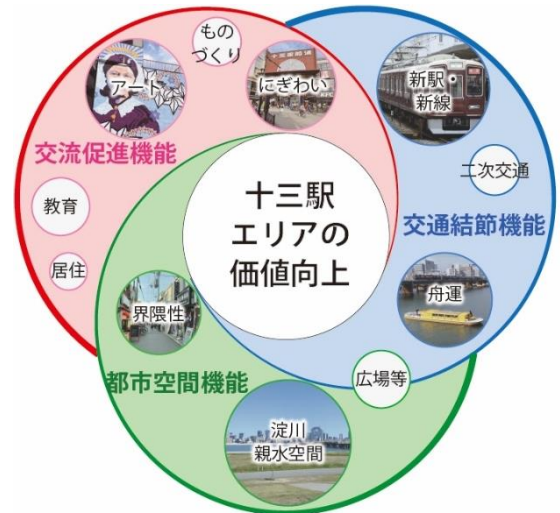 もの
づくり
アート
にぎわい
新駅・
新線
交流促進機能
二次交通
教育
十三駅
エリアの
価値向上
交通結節機能
居住
舟運
界隈性
広場等
都市空間機能
淀川
親水空間